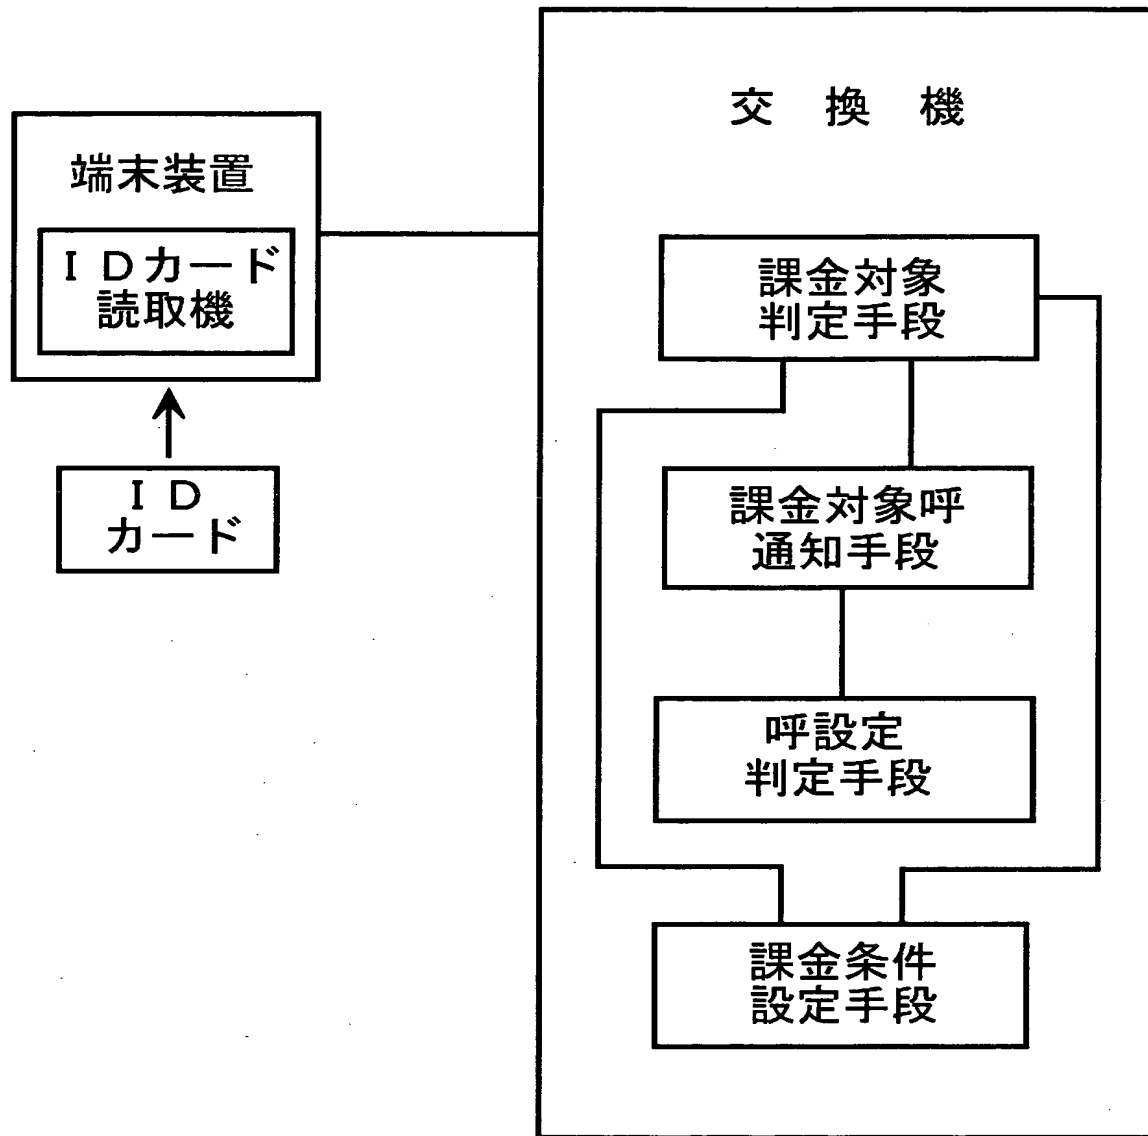 交換機
端末装置
IDカード
読取機
ID
カード
課金対象
判定手段
課金対象呼
通知手段
呼設定
判定手段
課金条件
設定手段